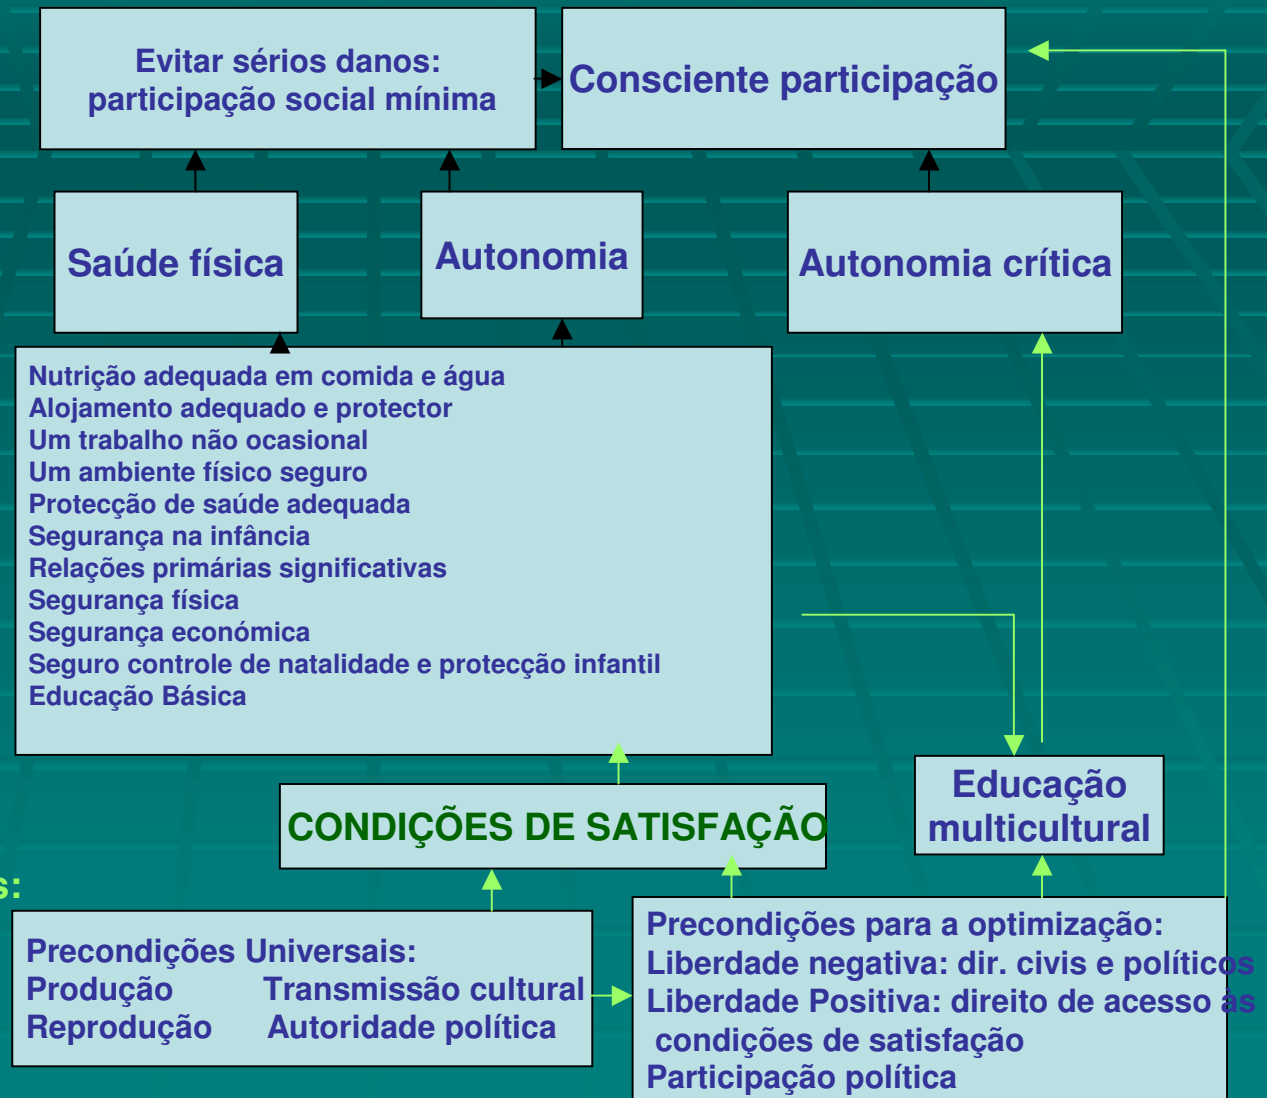 Evitar sérios danos:
participação social mínima
Consciente participação
Saúde física
Autonomia
Autonomia crítica
Nutrição adequada em comida e água
Alojamento adequado e protector
Um trabalho não ocasional
Um ambiente físico seguro
Protecção de saúde adequada
Segurança na infância
Relações primárias significativas
Segurança física
Segurança económica
Seguro controle de natalidade e protecção infantil
Educação Básica
CONDIÇÕES DE SATISFAÇÃO
Educação
multicultural
s:
Precondições Universais:
Produção Transmissão cultural
Reprodução Autoridade política
Precondições para a optimização:
Liberdade negativa: dir. civis e políticos
Liberdade Positiva: direito de acesso às
condições de satisfação
Participação política